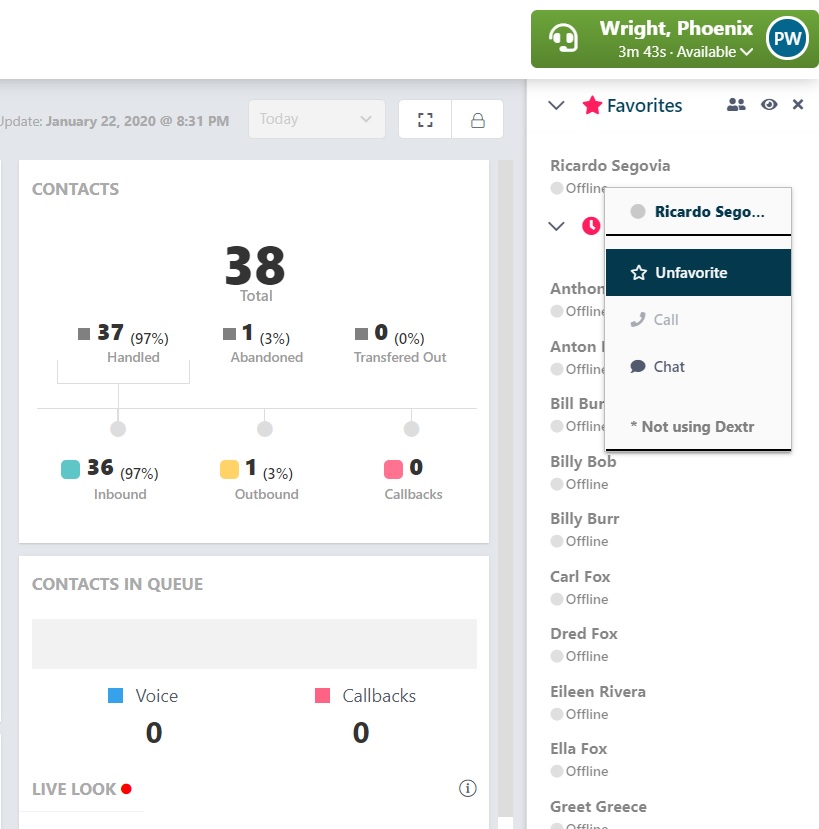 Wright, Phoenix
3m 43s · Available
PW
Update: January 22, 2020 @ 8:31 PM
Today
Favorites
Ricardo Segovia
Offline
Ricardo Sego...
Unfavorite
Call
Chat
* Not using Dextr
CONTACTS
38
Total
37 (97%)
Handled
1 (3%)
Abandoned
0 (0%)
Transfered Out
36 (97%)
Inbound
1 (3%)
Outbound
0
Callbacks
CONTACTS IN QUEUE
Voice
0
Callbacks
0
LIVE LOOK
Offline
Anton
Offline
Bill Bur
Offline
Billy Bob
Offline
Billy Burr
Offline
Carl Fox
Offline
Dred Fox
Offline
Eileen Rivera
Offline
Ella Fox
Offline
Greet Greece
Offline